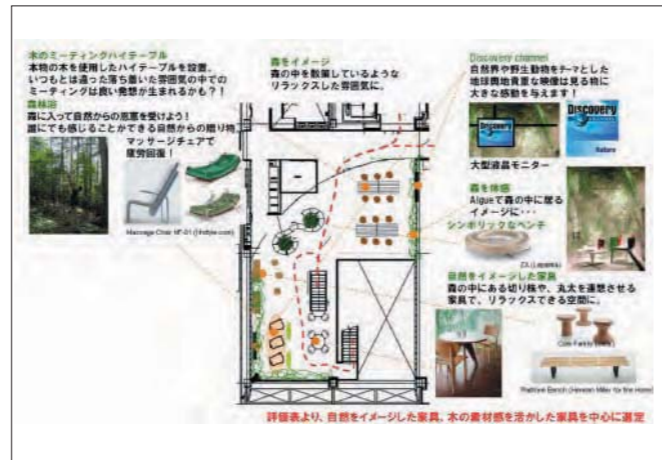 木のミーティングハイテーブル
本物の木を使用したハイテーブルを設置。
いつもとは違った落ち着いた雰囲気の中での
ミーティングは良い発想が生まれるかも?!
森林浴
森に入って自然からの恩恵を受けよう!
誰にでも感じることができる自然からの贈り物
マッサージチェアで
疲労回復!
Massage Chair
森をイメージ
森の中を散策しているような
リラックスした雰囲気に。
Discovery channel
自然界や野生動物をテーマとした
地球規模貴重な映像は見る物に
大きな感動を与えます!
Discovery
Discovery
大型液晶モニター
森を体感
Algueで森の中に居る
イメージに・・・
シンボリックなベンチ
自然をイメージした家具
森の中にある切り株や、丸太を連想させる
家具で、リラックスできる空間に。
Cork Family
Platform Bench (Herman Miller for the Home)
評価表より、自然をイメージした家具、木の素材感を活かした家具を中心に選定